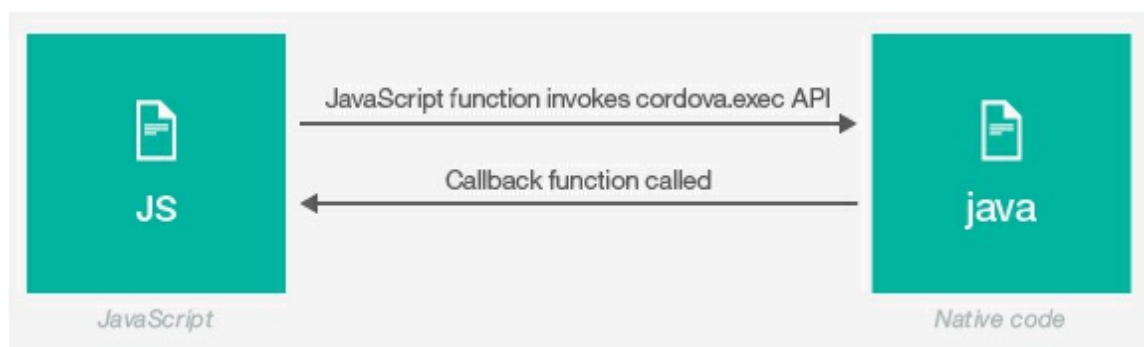 JavaScript function invokes cordova.exec API
Callback function called
JS
java
JavaScript
Native code